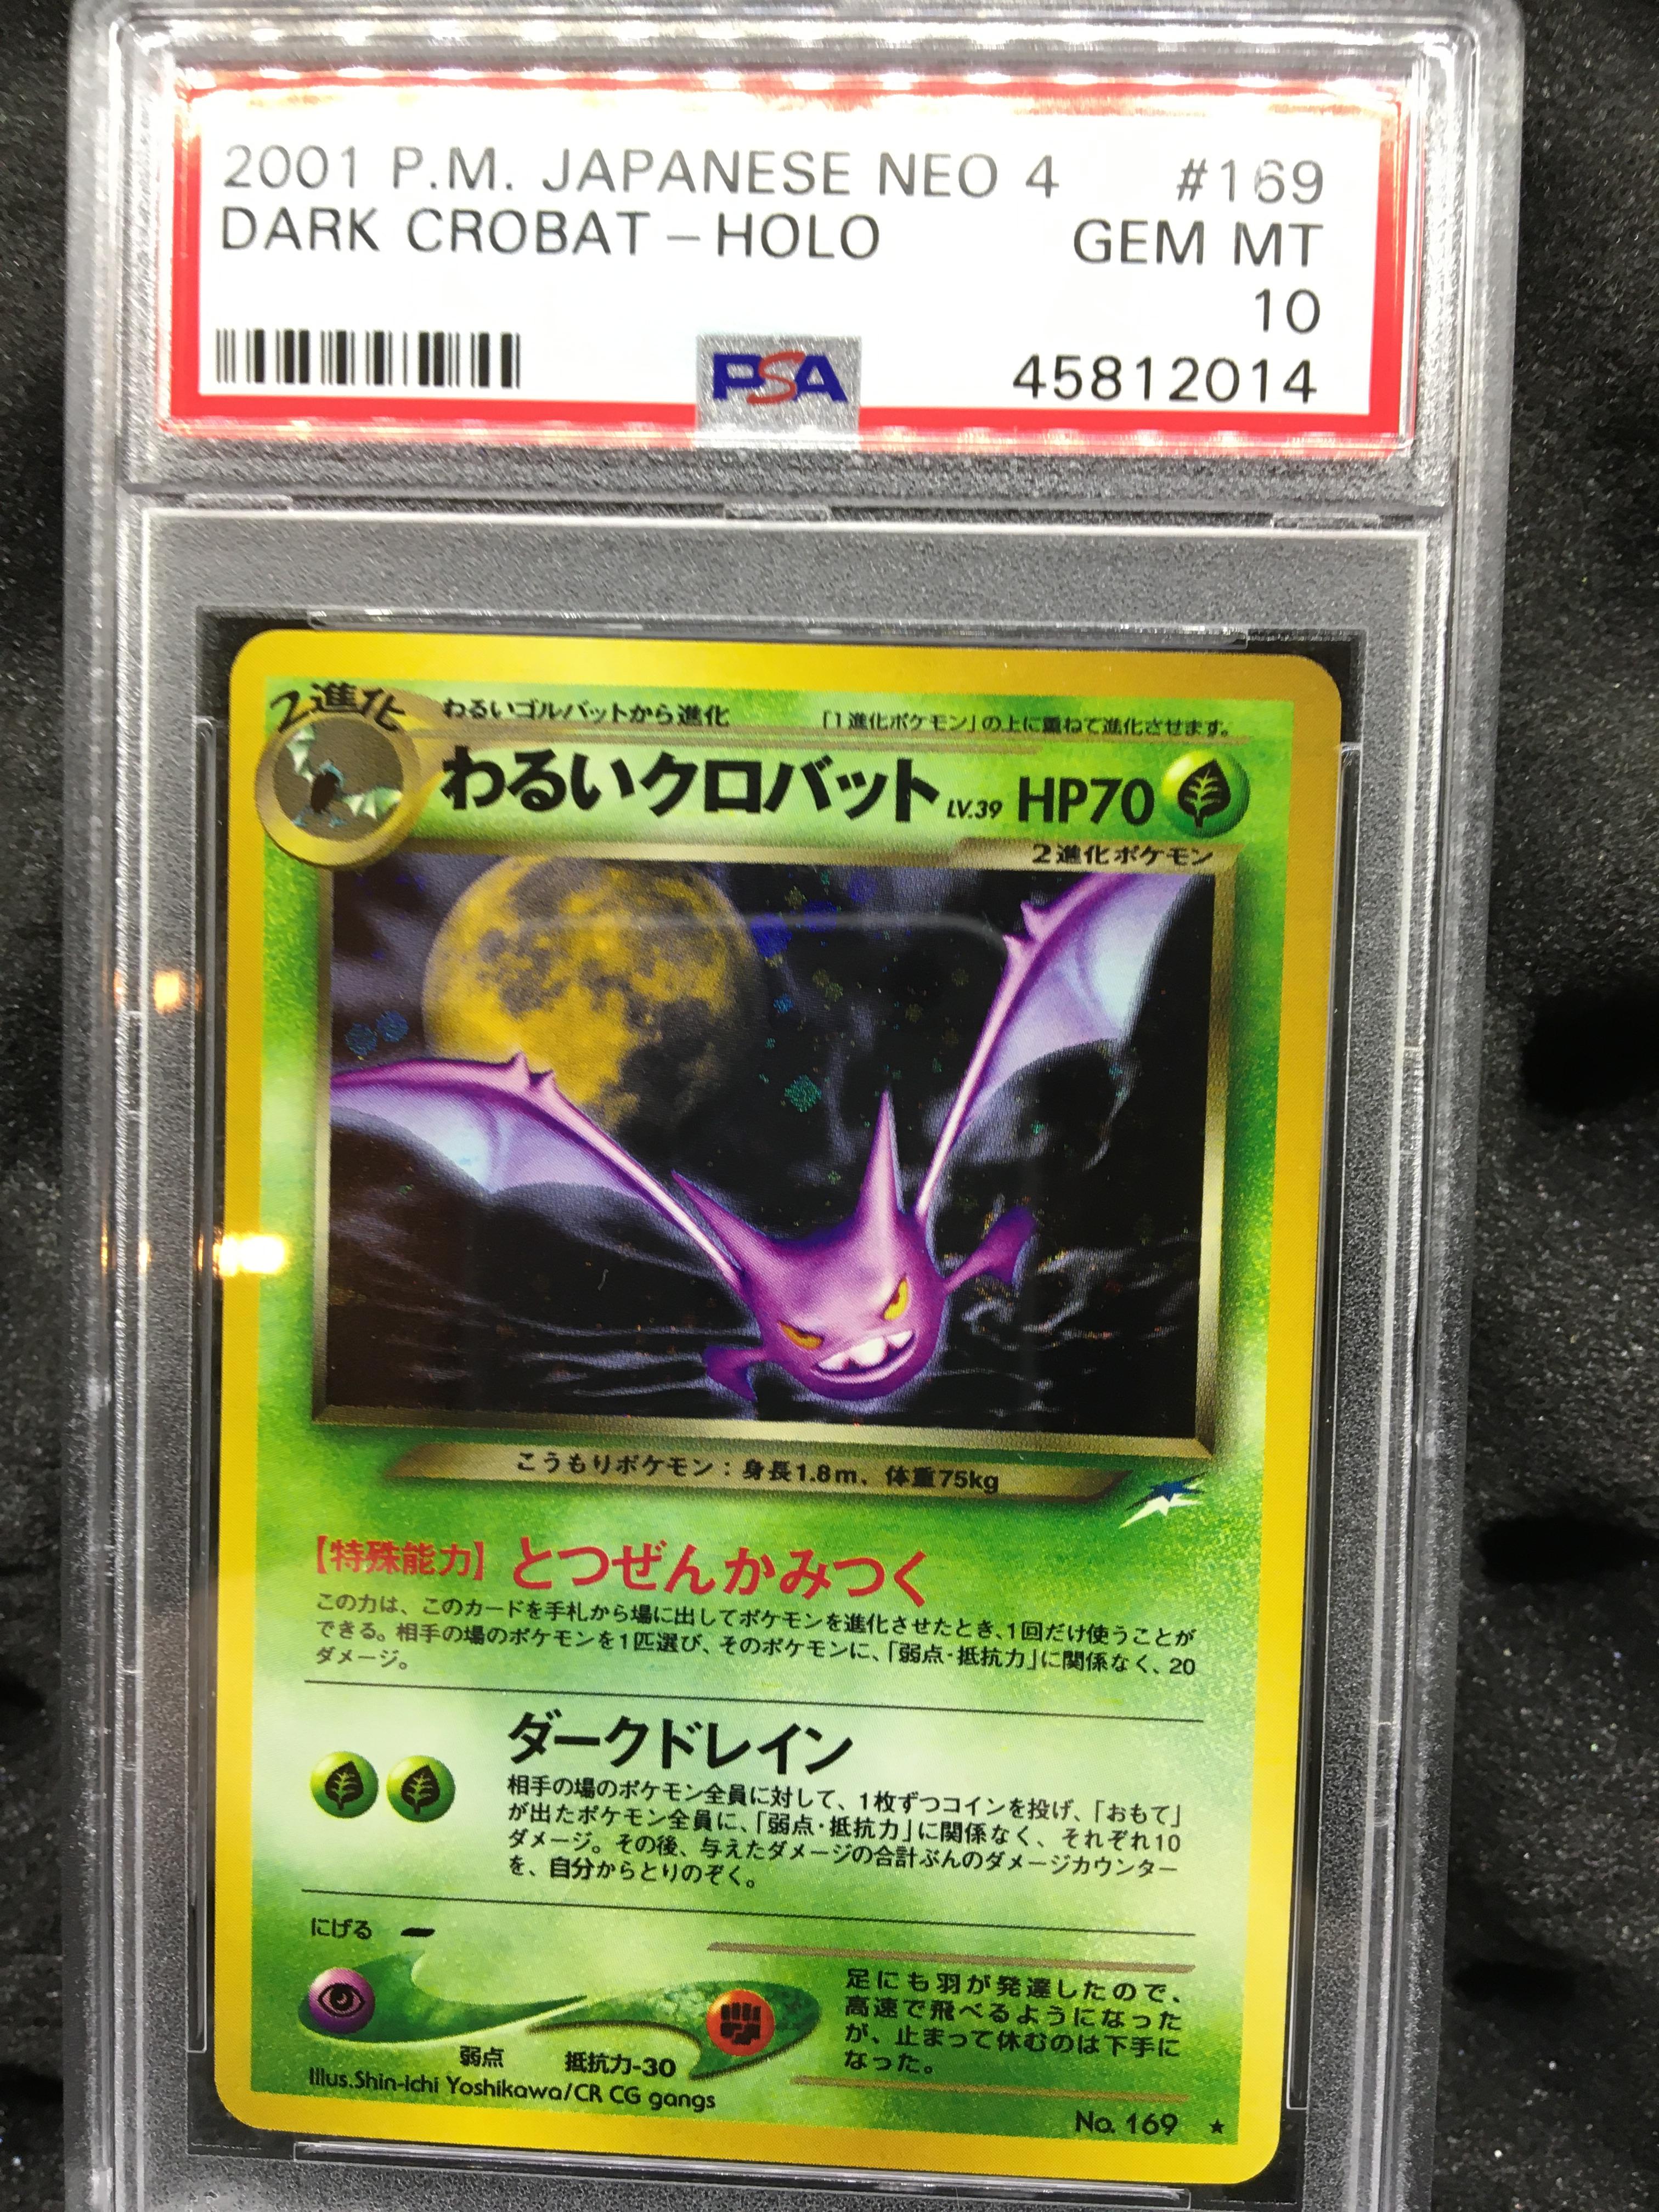 2001 P.M. JAPANESE NEO 4 #169
DARK CROBAT - HOLO GEM MT
10
PSA 45812014
2進化 わるいゴルバットから進化 「1進化ポケモン」の上に重ねて進化させます。
わるいクロバット LV.39 HP70
2進化ポケモン
こうもりポケモン：身長1.8m、体重75kg
【特殊能力】とつぜんかみつく
この力は、このカードを手札から場に出してポケモンを進化させたとき、1回だけ使うことが
できる。相手の場のポケモンを1匹選び、そのポケモンに、「弱点・抵抗力」に関係なく、20
ダメージ。
ダークドレイン
相手の場のポケモン全員に対して、1枚ずつコインを投げ、「おもて」
が出たポケモン全員に、「弱点・抵抗力」に関係なく、それぞれ10
ダメージ。その後、与えたダメージの合計ぶんのダメージカウンター
を、自分からとりのぞく。
にげる
弱点 抵抗力-30
足にも羽が発達したので、
高速で飛べるようになった
が、止まって休むのは下手に
なった。
Illus.Shin-ichi Yoshikawa/CR CG gangs
No. 169 ★